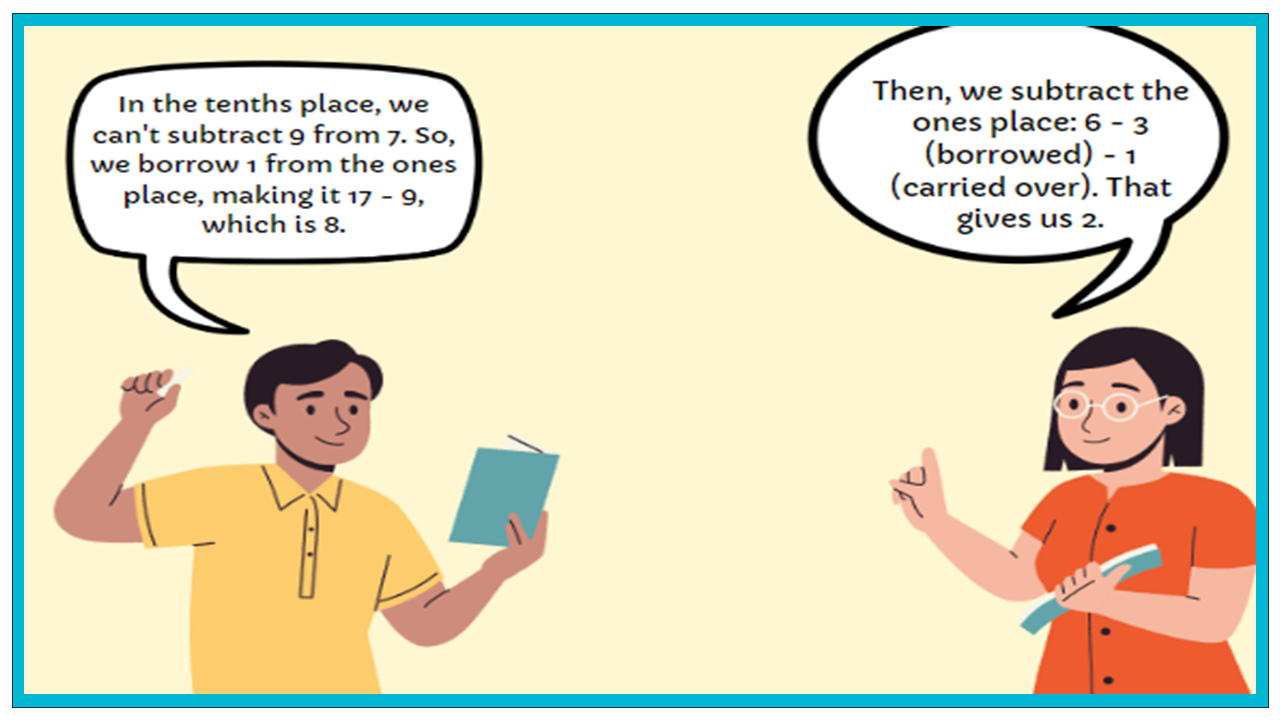 In the tenths place, we
can't subtract 9 from 7. So,
we borrow 1 from the ones
place, making it 17 - 9,
which is 8.
Then, we subtract the
ones place: 6 - 3
(borrowed) - 1
(carried over). That
gives us 2.